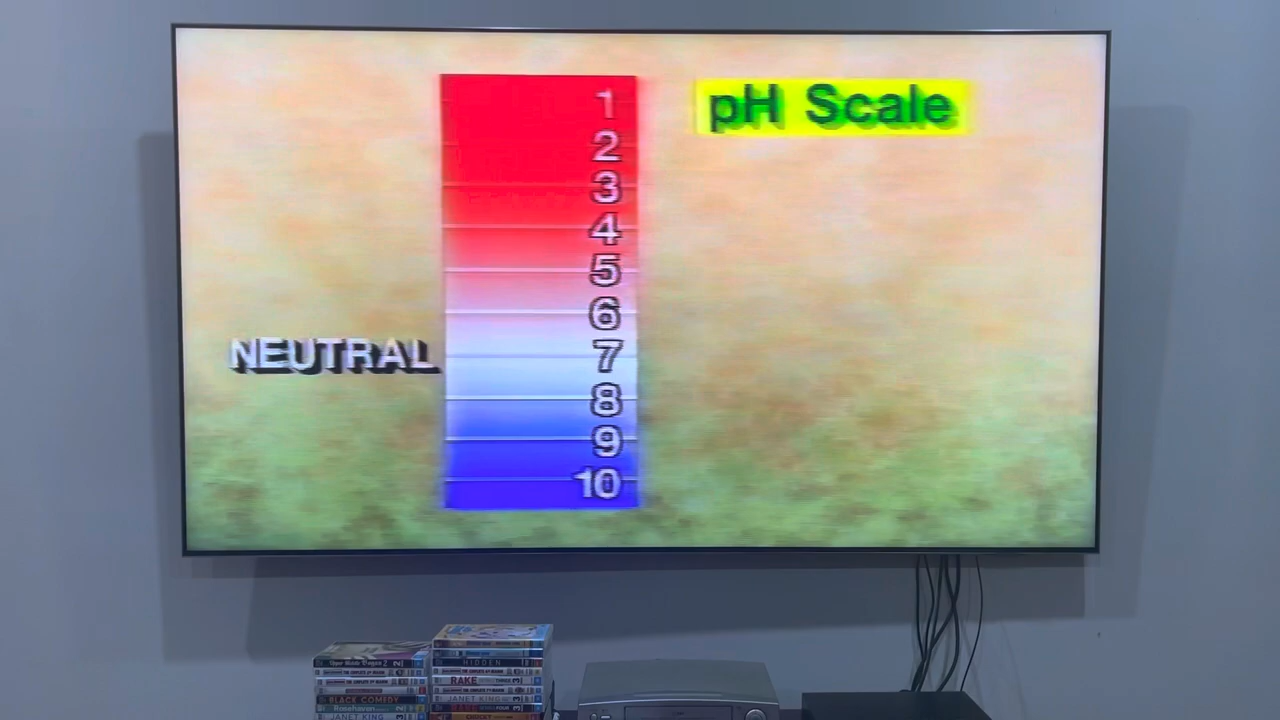 pH Scale
1
2
3
4
5
6
NEUTRAL
7
8
9
10
HIDDEN
RAKE
BLACK COMEDY
Rosehaven
JANET KING
JANET KING